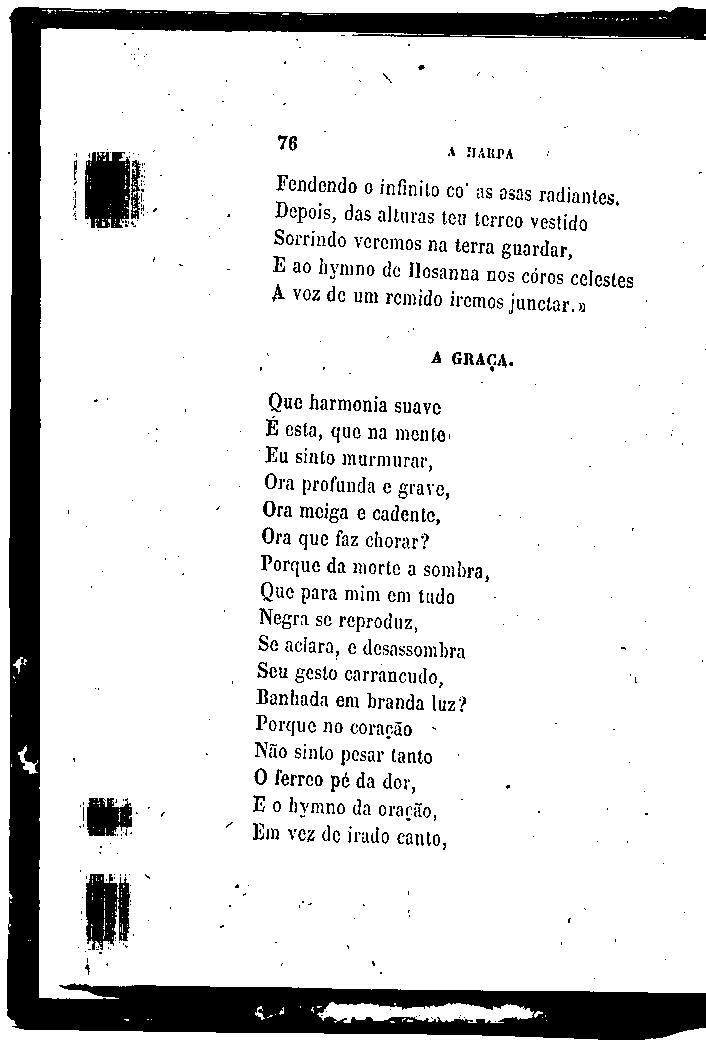 76
A HARPA
Fendendo o infinito co' as asas radiantes.
Depois, das alturas teu terreo vestido
Sorrindo veremos na terra guardar,
E ao hymno de Hosanna nos córos celestes
A voz de um remido iremos junctar.»
A GRAÇA.
Que harmonia suave
É esta, que na mente
Eu sinto murmurar,
Ora profunda e grave,
Ora meiga e cadente,
Ora que faz chorar?
Porque da morte a sombra,
Que para mim em tudo
Negra se reproduz,
Se aclara, e desassombra
Seu gesto carrancudo,
Banhada em branda luz?
Porque no coração
Não sinto pesar tanto
O ferreo pé da dor,
E o hymno da oração,
Em vez de irado canto,